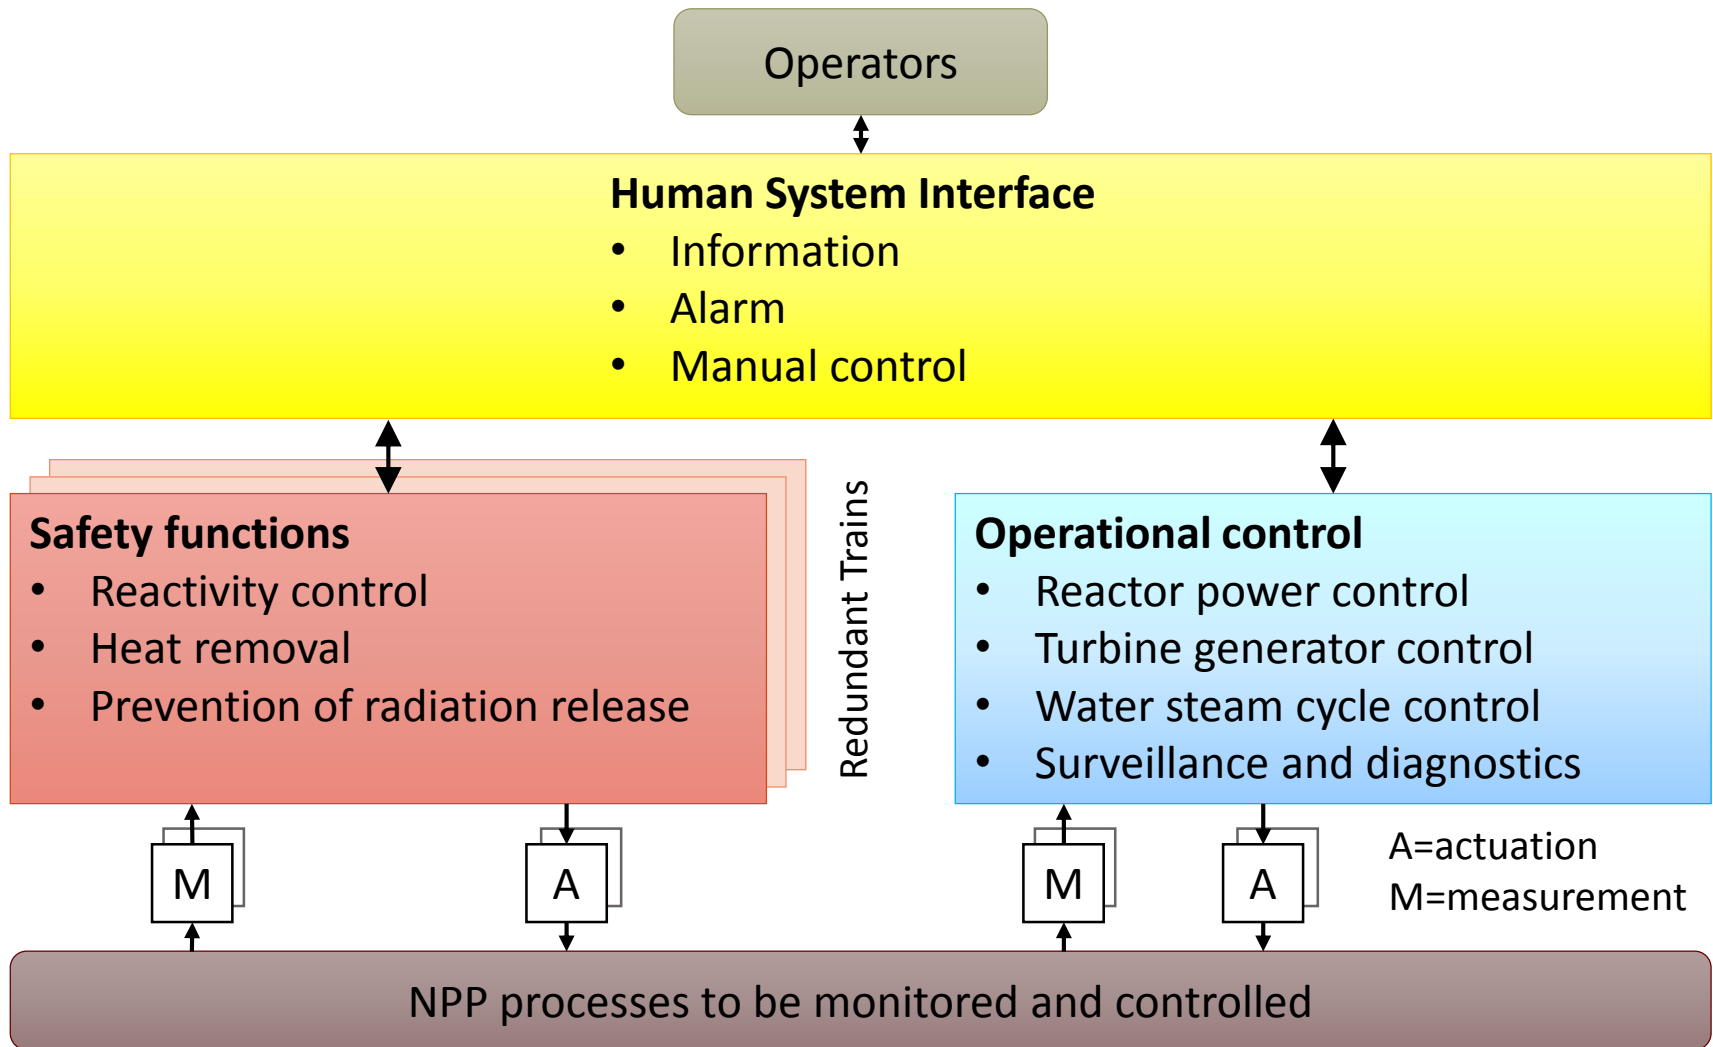 Operators
Human System Interface
• Information
• Alarm
• Manual control
Safety functions
• Reactivity control
• Heat removal
• Prevention of radiation release
Redundant Trains
Operational control
• Reactor power control
• Turbine generator control
• Water steam cycle control
• Surveillance and diagnostics
M
A
M
A
A=actuation
M=measurement
NPP processes to be monitored and controlled